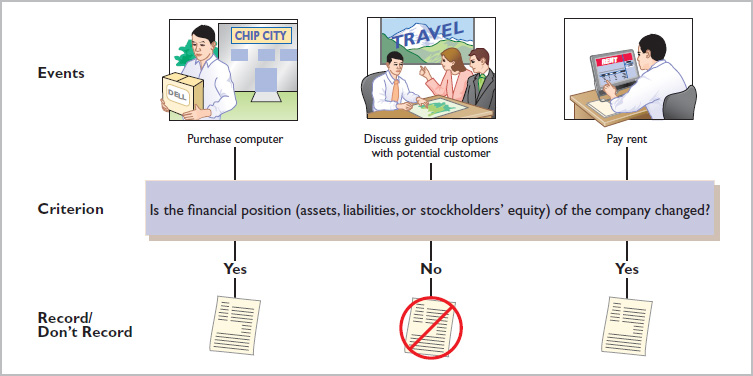 Events
CHIP CITY
DELL
TRAVEL
RENT
Purchase computer
Discuss guided trip options
with potential customer
Pay rent
Criterion
Is the financial position (assets, liabilities, or stockholders’ equity) of the company changed?
Yes
No
Yes
Record/
Don’t Record